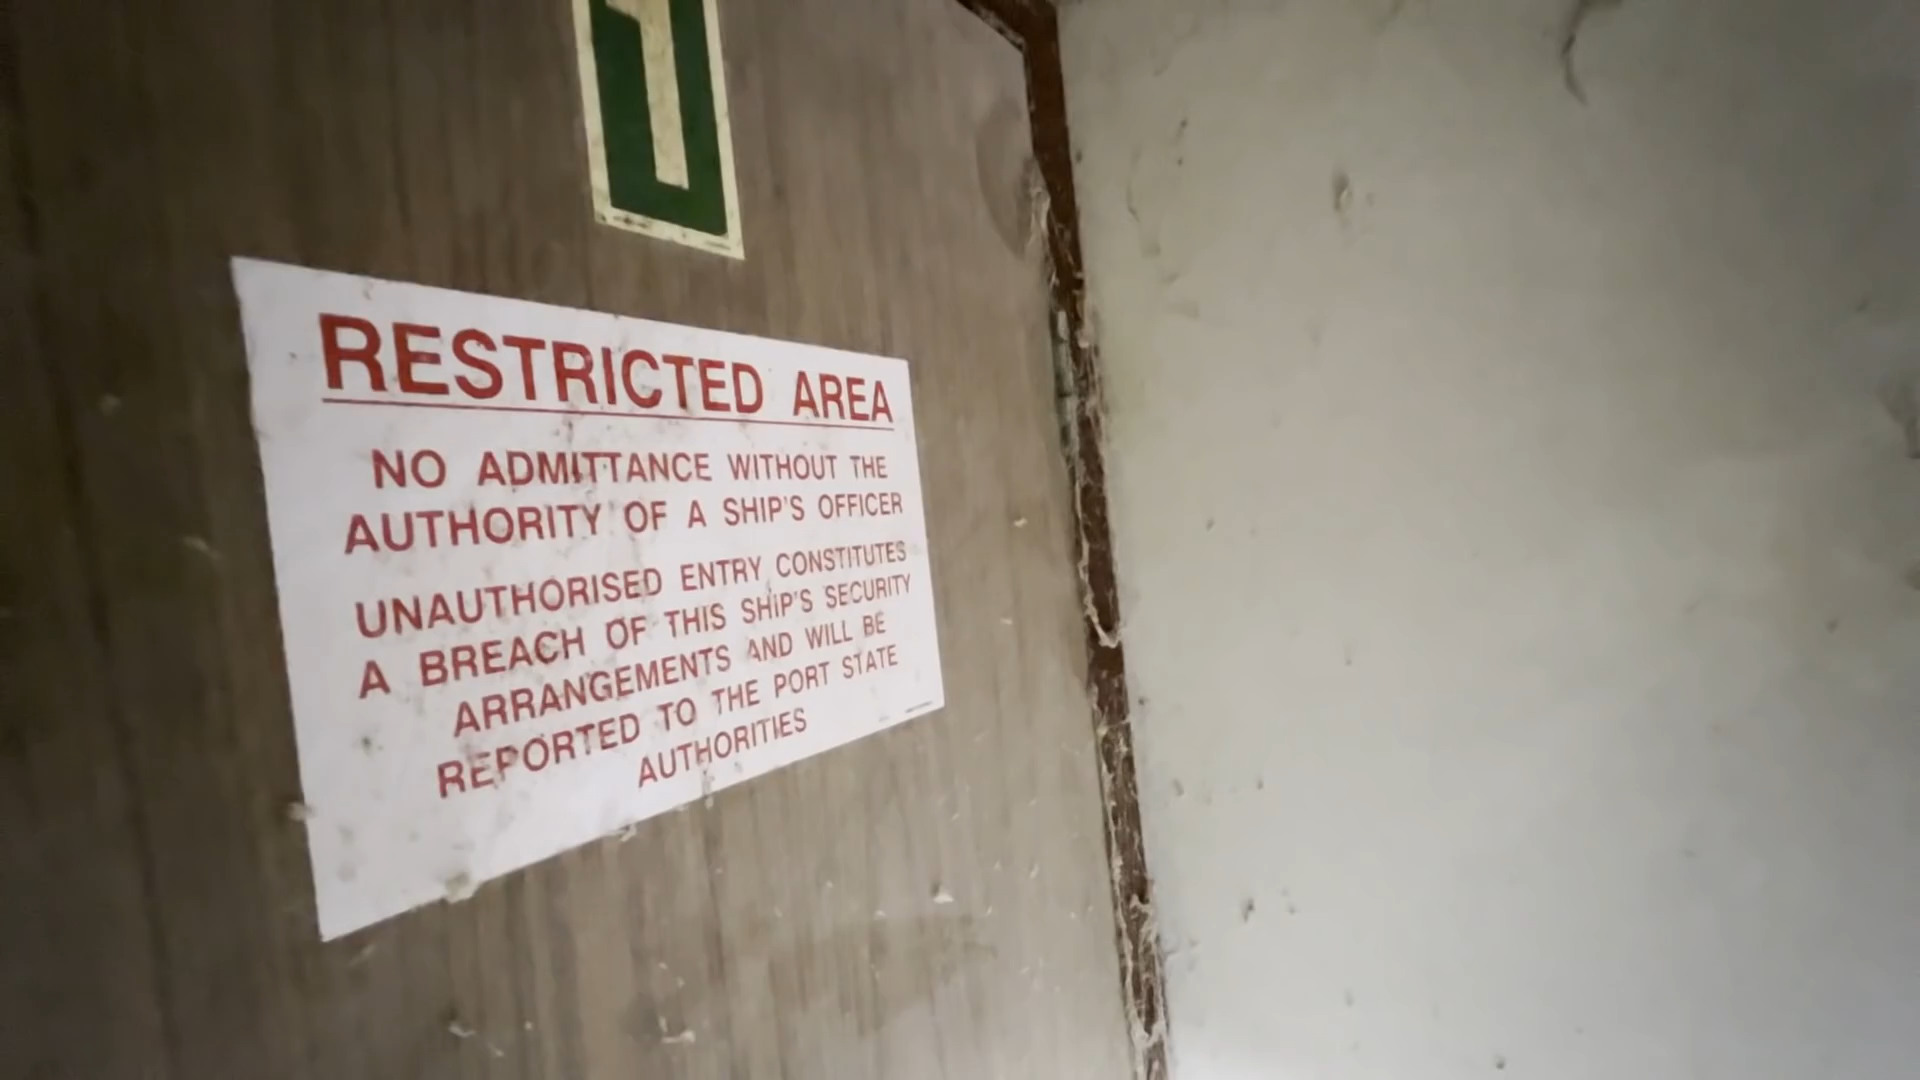 1
RESTRICTED AREA
NO ADMITTANCE WITHOUT THE
AUTHORITY OF A SHIP'S OFFICER
UNAUTHORISED ENTRY CONSTITUTES
A BREACH OF THIS SHIP'S SECURITY
ARRANGEMENTS AND WILL BE
REPORTED TO THE PORT STATE
AUTHORITIES